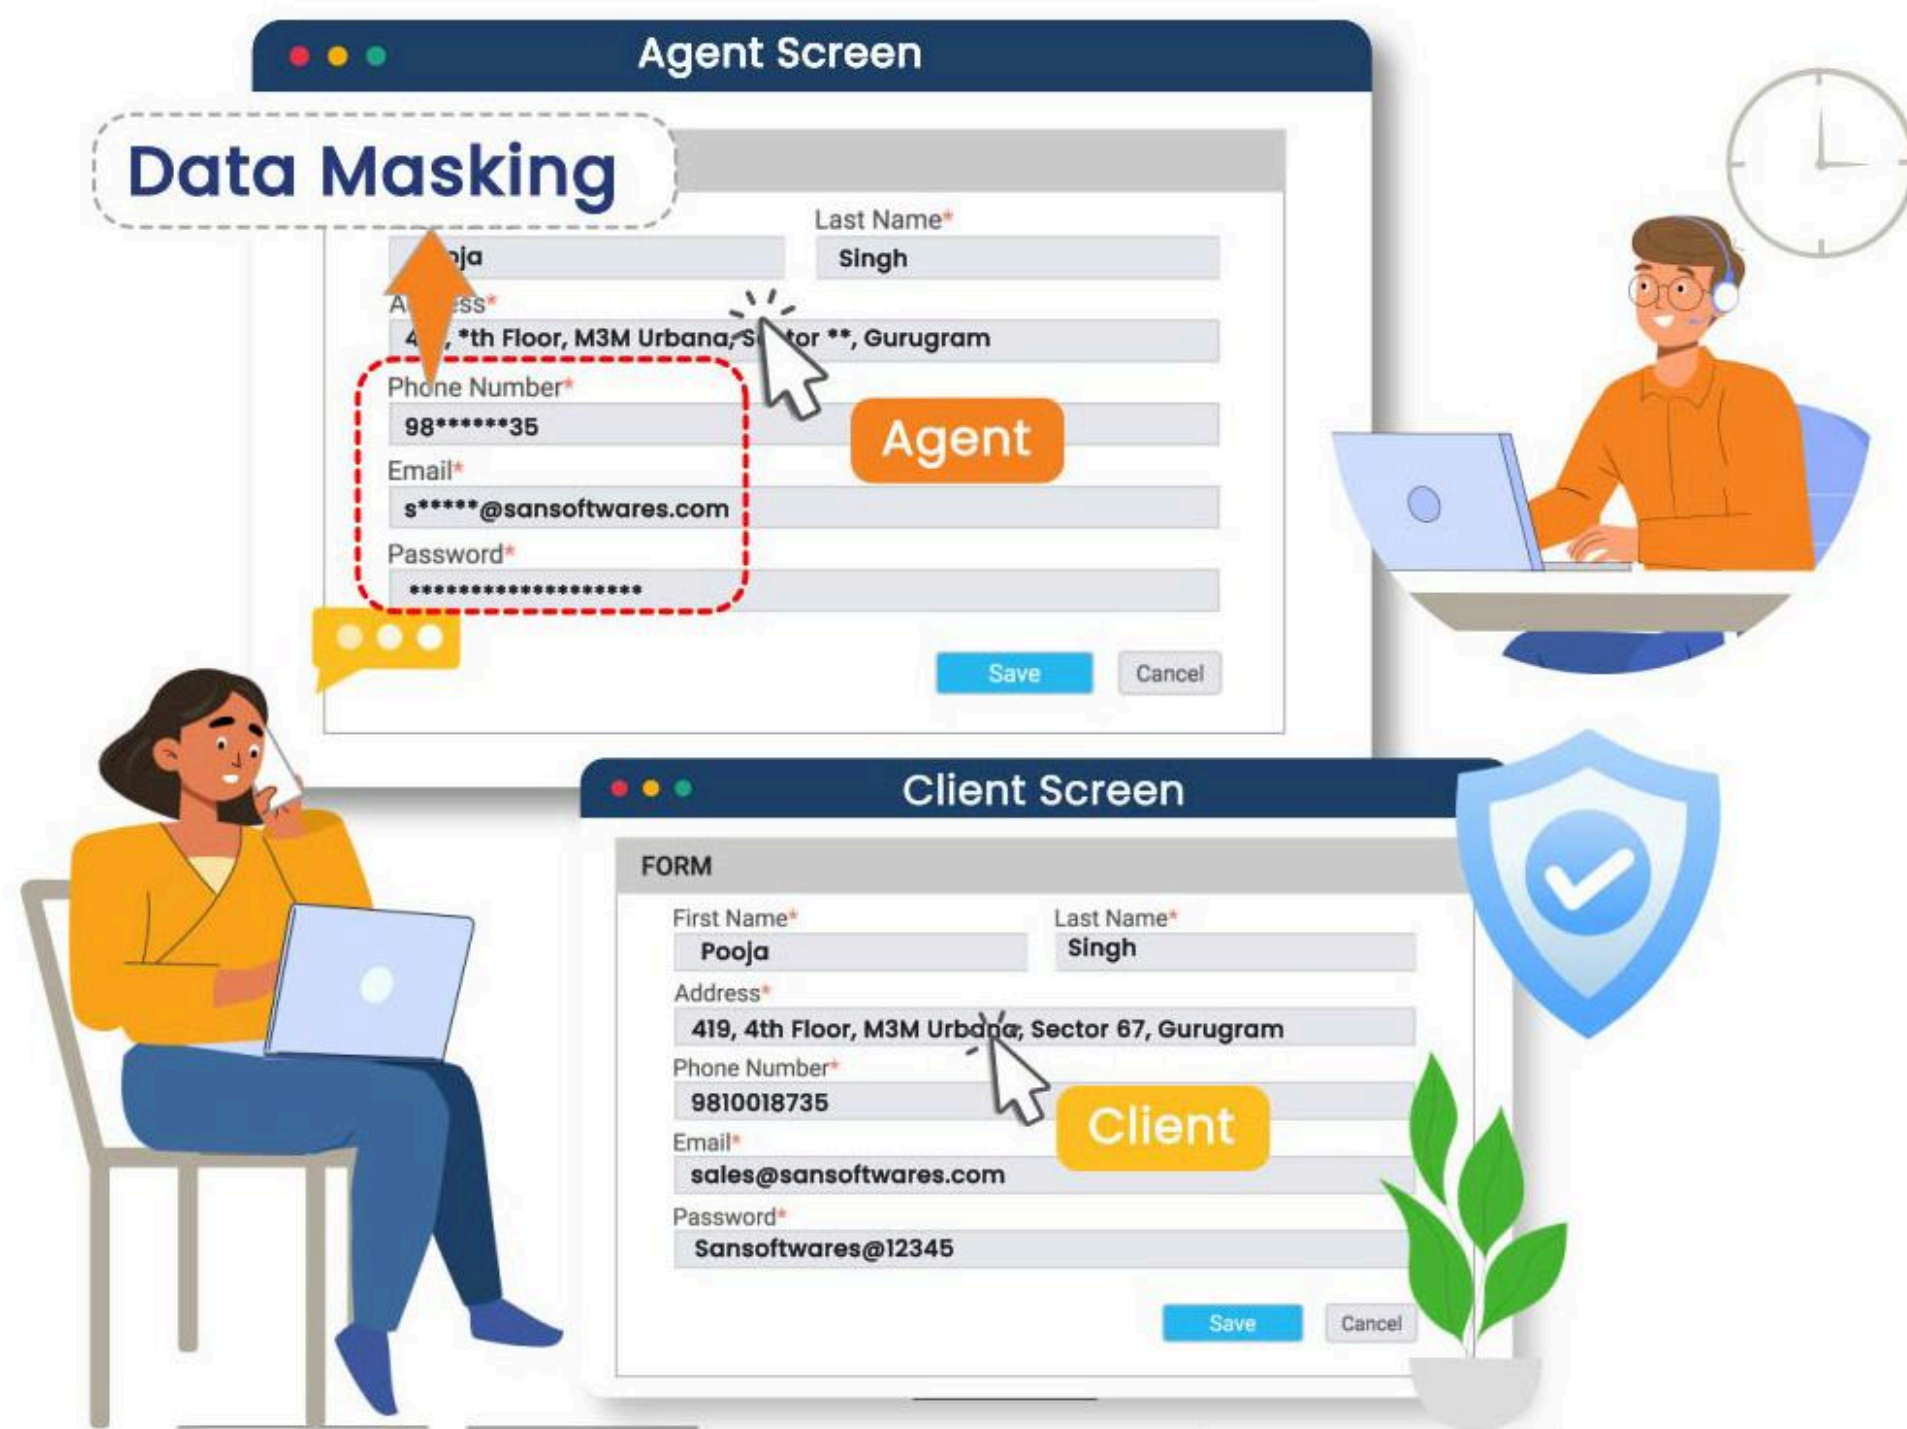 Agent Screen
Data Masking
Last Name*
Singh
*th Floor, M3M Urbana, Sector **, Gurugram
Phone Number*
98******35
Agent
Email*
s*****@sansoftwares.com
Password*
*******************
Save Cancel
Client Screen
FORM
First Name* Last Name*
Pooja Singh
Address*
419, 4th Floor, M3M Urbana, Sector 67, Gurugram
Phone Number*
9810018735
Client
Email*
sales@sansoftwares.com
Password*
Sansoftwares@12345
Save Cancel